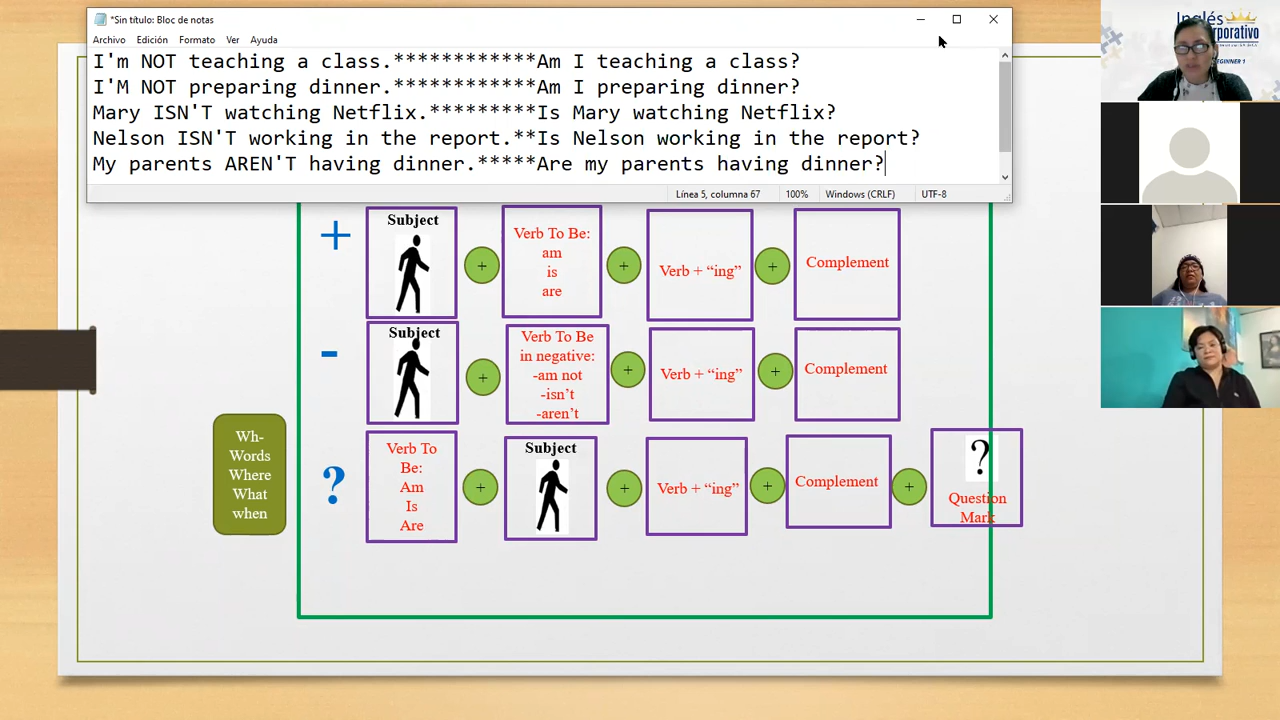 *Sin título: Bloc de notas
Archivo Edición Formato Ver Ayuda
I'm NOT teaching a class.************Am I teaching a class?
I'M NOT preparing dinner.************Am I preparing dinner?
Mary ISN'T watching Netflix.*********Is Mary watching Netflix?
Nelson ISN'T working in the report.**Is Nelson working in the report?
My parents AREN'T having dinner.*****Are my parents having dinner?
Línea 5, columna 67 100% Windows (CRLF) UTF-8
+
Subject
+
Verb To Be:
am
is
are
+
Verb + “ing”
+
Complement
-
Subject
+
Verb To Be
in negative:
-am not
-isn’t
-aren’t
+
Verb + “ing”
+
Complement
Wh-
Words
Where
What
when
?
Verb To
Be:
Am
Is
Are
+
Subject
+
Verb + “ing”
+
Complement
+
?
Question
Mark
Inglés